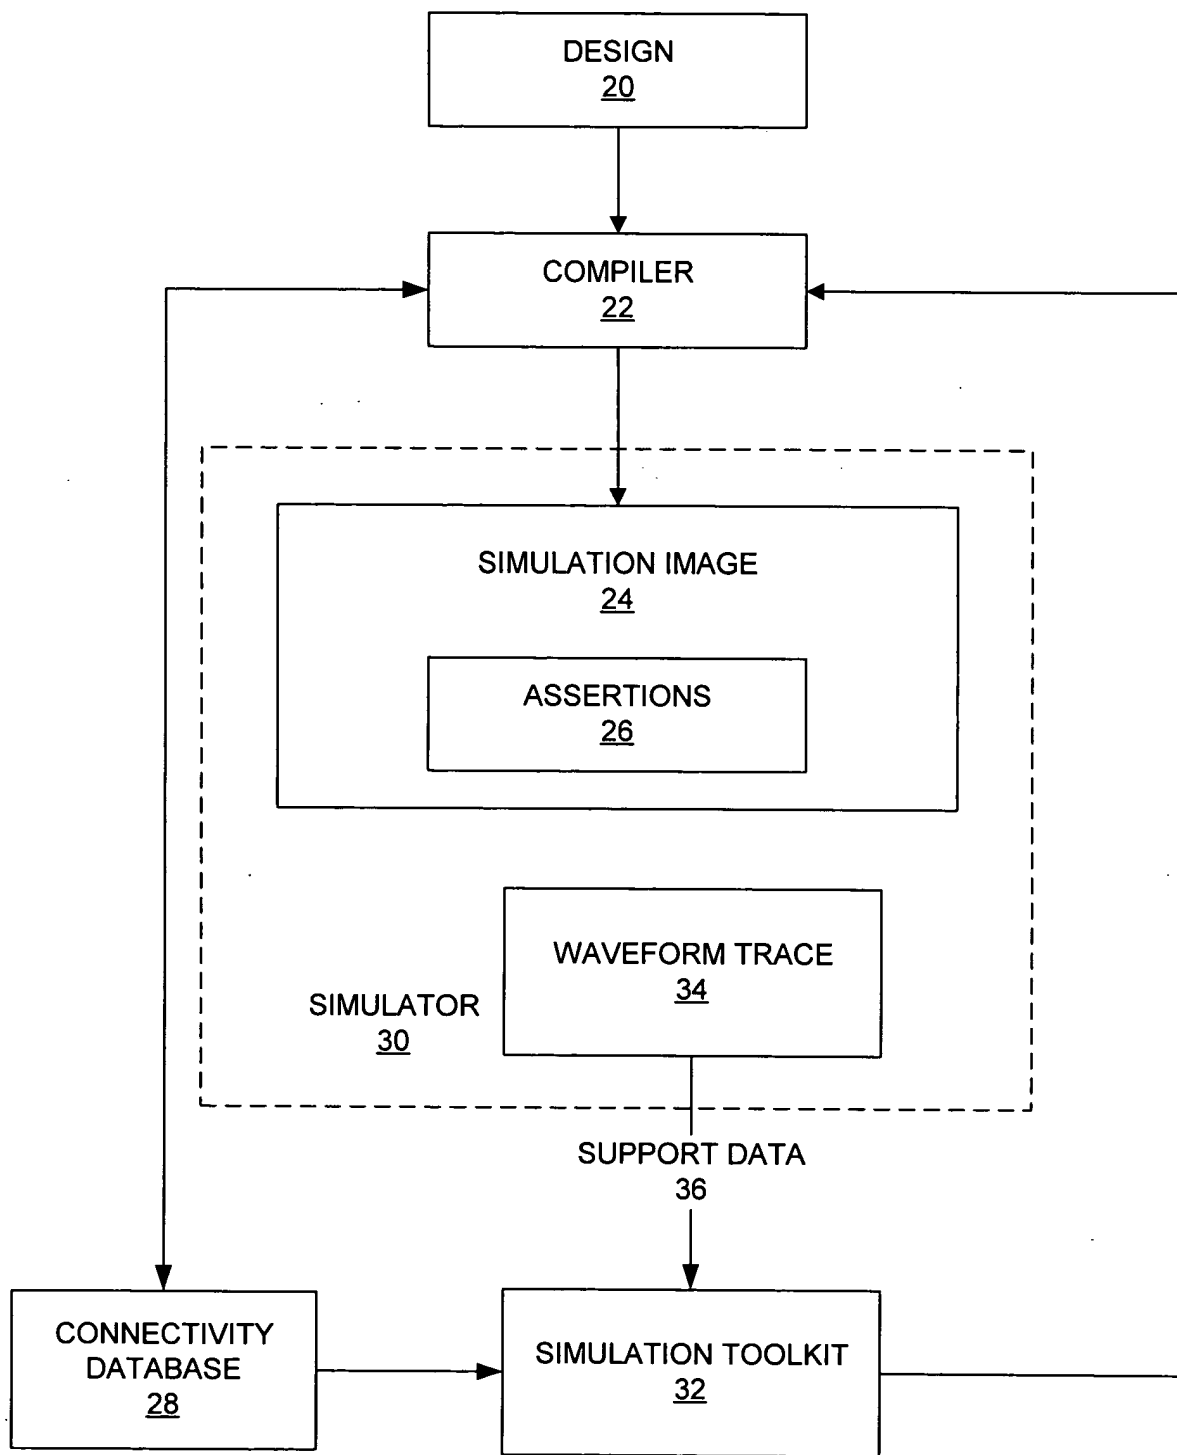 DESIGN
20
COMPILER
22
SIMULATION IMAGE
24
ASSERTIONS
26
WAVEFORM TRACE
34
SIMULATOR
30
SUPPORT DATA
36
CONNECTIVITY
DATABASE
28
SIMULATION TOOLKIT
32